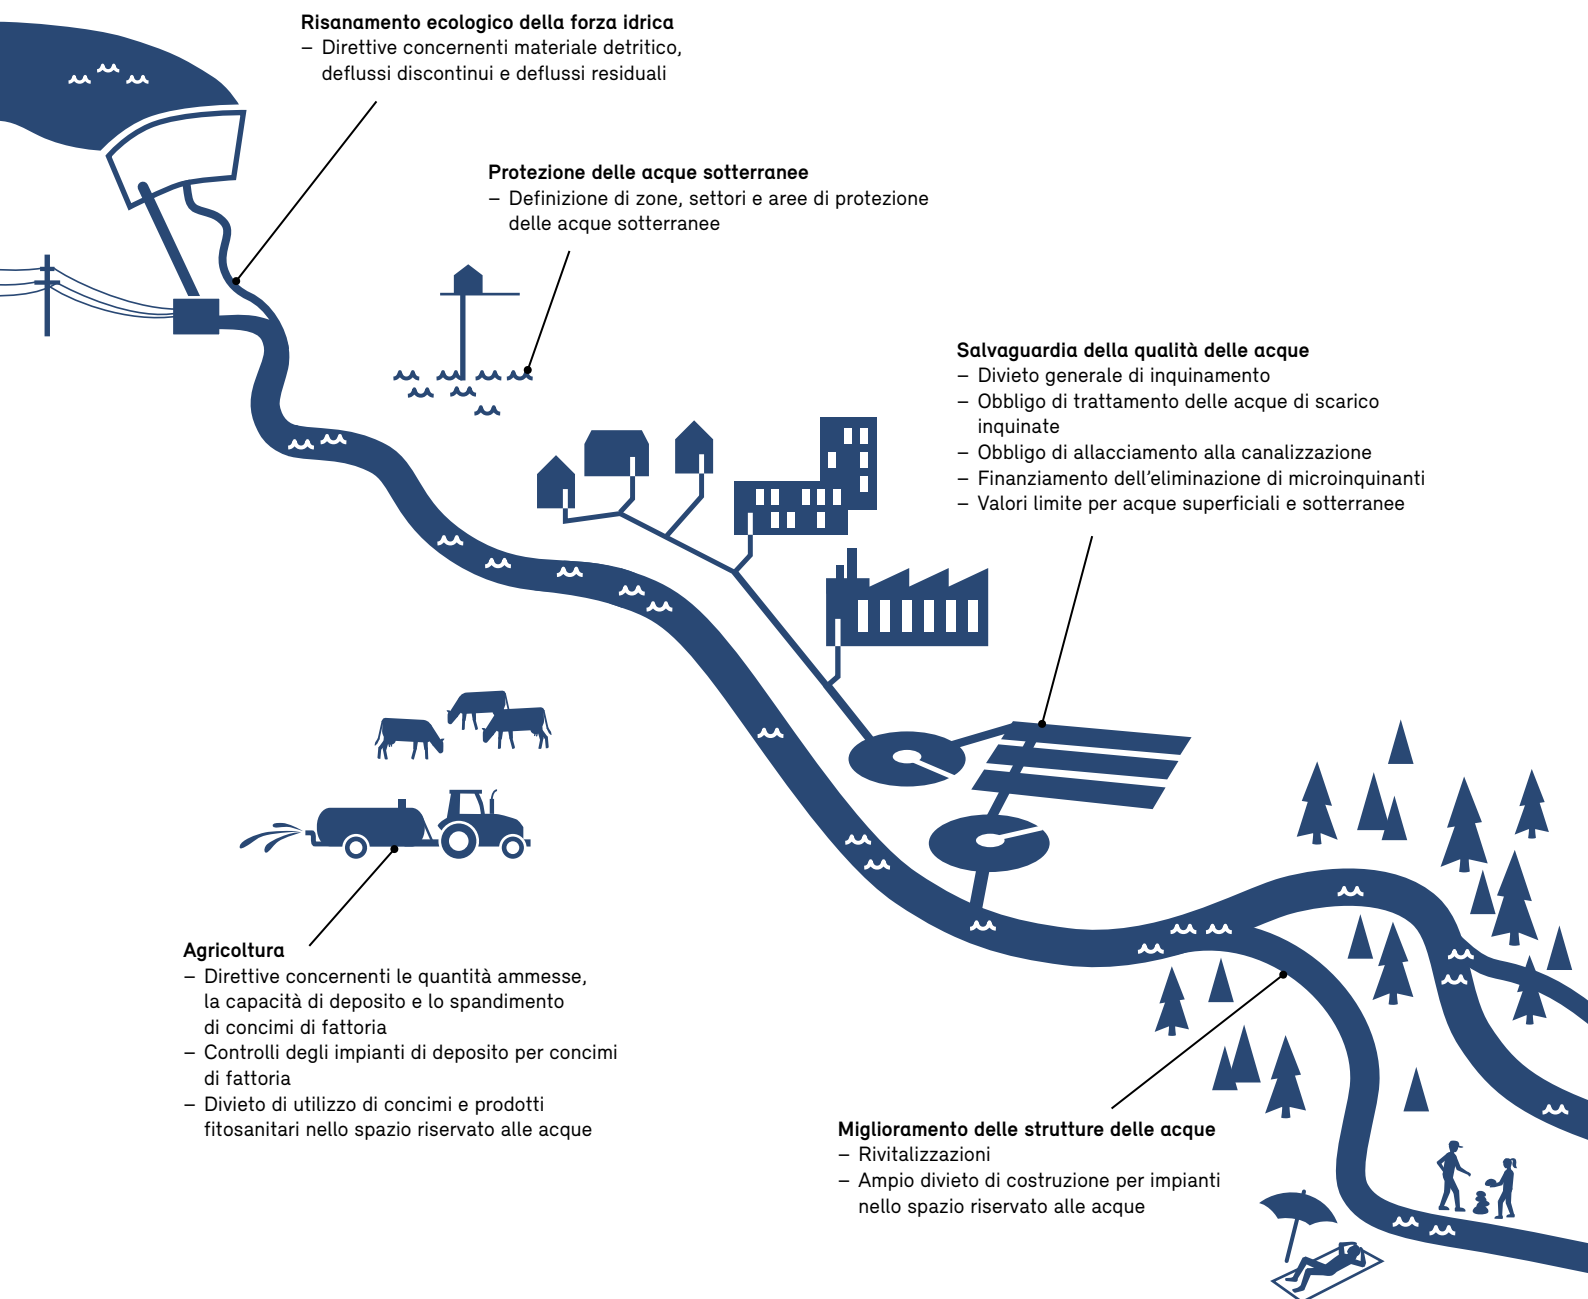 Risanamento ecologico della forza idrica
– Direttive concernenti materiale detritico,
deflussi discontinui e deflussi residuali
Protezione delle acque sotterranee
– Definizione di zone, settori e aree di protezione
delle acque sotterranee
Salvaguardia della qualità delle acque
– Divieto generale di inquinamento
– Obbligo di trattamento delle acque di scarico
inquinate
– Obbligo di allacciamento alla canalizzazione
– Finanziamento dell’eliminazione di microinquinanti
– Valori limite per acque superficiali e sotterranee
Agricoltura
– Direttive concernenti le quantità ammesse,
la capacità di deposito e lo spandimento
di concimi di fattoria
– Controlli degli impianti di deposito per concimi
di fattoria
– Divieto di utilizzo di concimi e prodotti
fitosanitari nello spazio riservato alle acque
Miglioramento delle strutture delle acque
– Rivitalizzazioni
– Ampio divieto di costruzione per impianti
nello spazio riservato alle acque